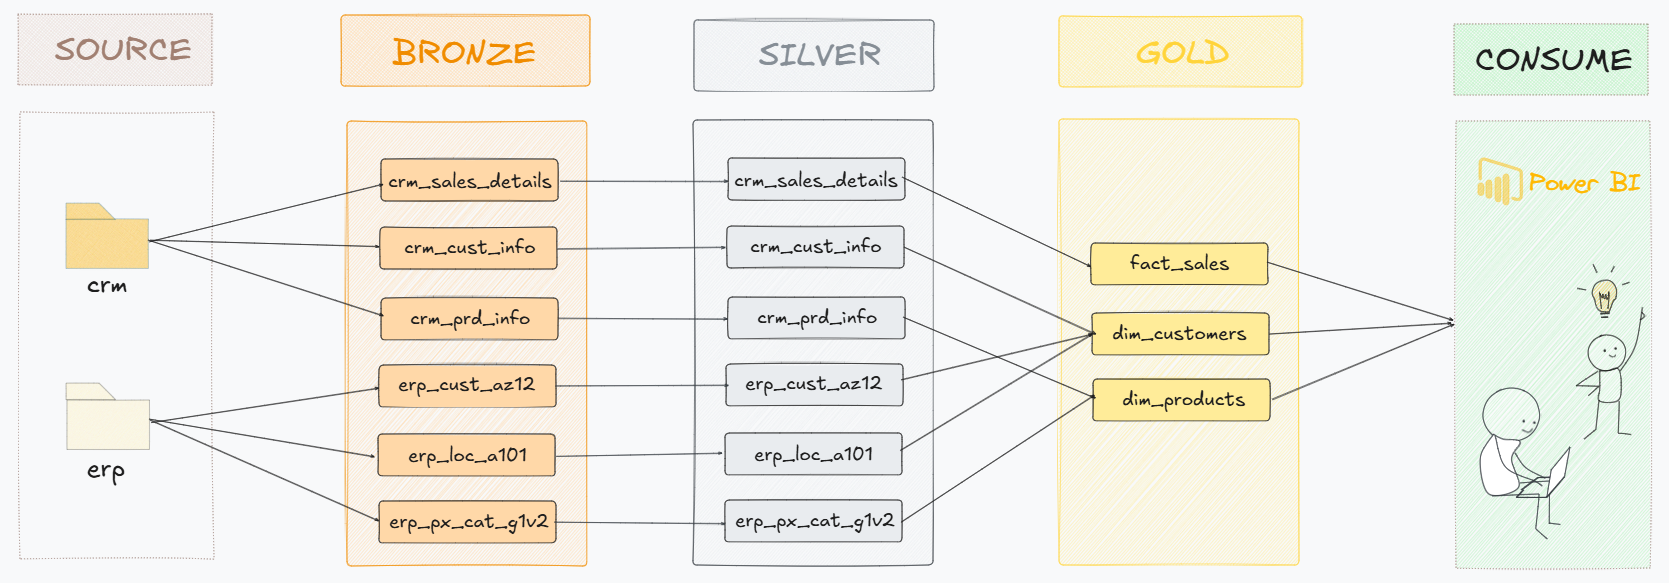 SOURCE
BRONZE
SILVER
GOLD
CONSUME
crm
erp
crm_sales_details
crm_cust_info
crm_prd_info
erp_cust_az12
erp_loc_a101
erp_px_cat_g1v2
crm_sales_details
crm_cust_info
crm_prd_info
erp_cust_az12
erp_loc_a101
erp_px_cat_g1v2
fact_sales
dim_customers
dim_products
Power BI